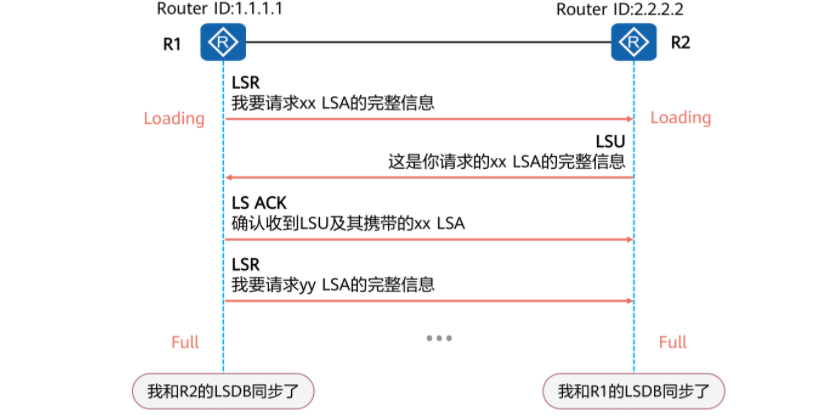 Router ID:1.1.1.1
Router ID:2.2.2.2
R1
R
R
R2
LSR
我要请求xx LSA的完整信息
Loading
Loading
LSU
这是你请求的xx LSA的完整信息
LS ACK
确认收到LSU及其携带的xx LSA
LSR
我要请求yy LSA的完整信息
Full
•••
Full
我和R2的LSDB同步了
我和R1的LSDB同步了